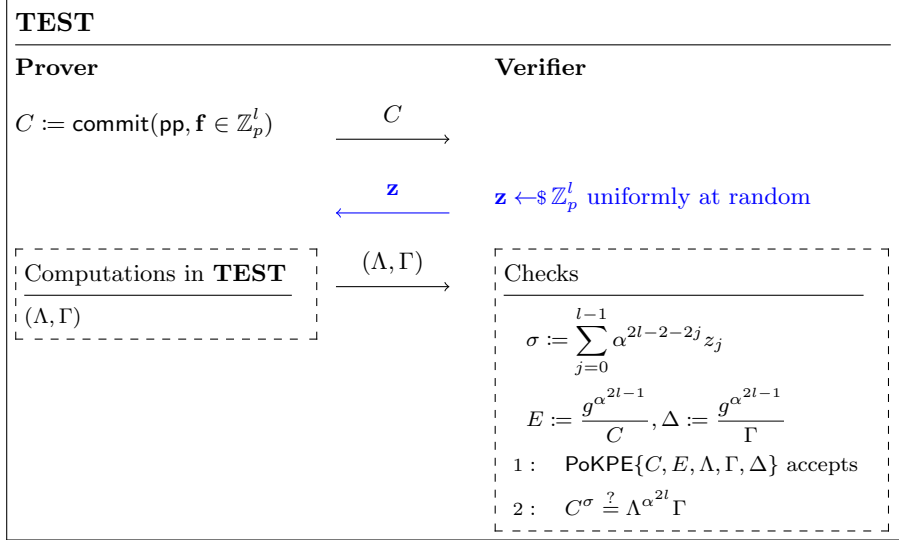 TEST
Prover Verifier
C := commit(pp, f ∈ ℤ_p^l) C
z z ←$ ℤ_p^l uniformly at random
Computations in TEST (Λ, Γ) Checks
(Λ, Γ)
σ := ∑_{j=0}^{l−1} α^{2l−2−2j} z_j
E := g^{α^{2l−1}} / C, Δ := g^{α^{2l−1}} / Γ
1 : PoKPE{C, E, Λ, Γ, Δ} accepts
2 : C^σ ≟ Λ^{α^{2l}} Γ